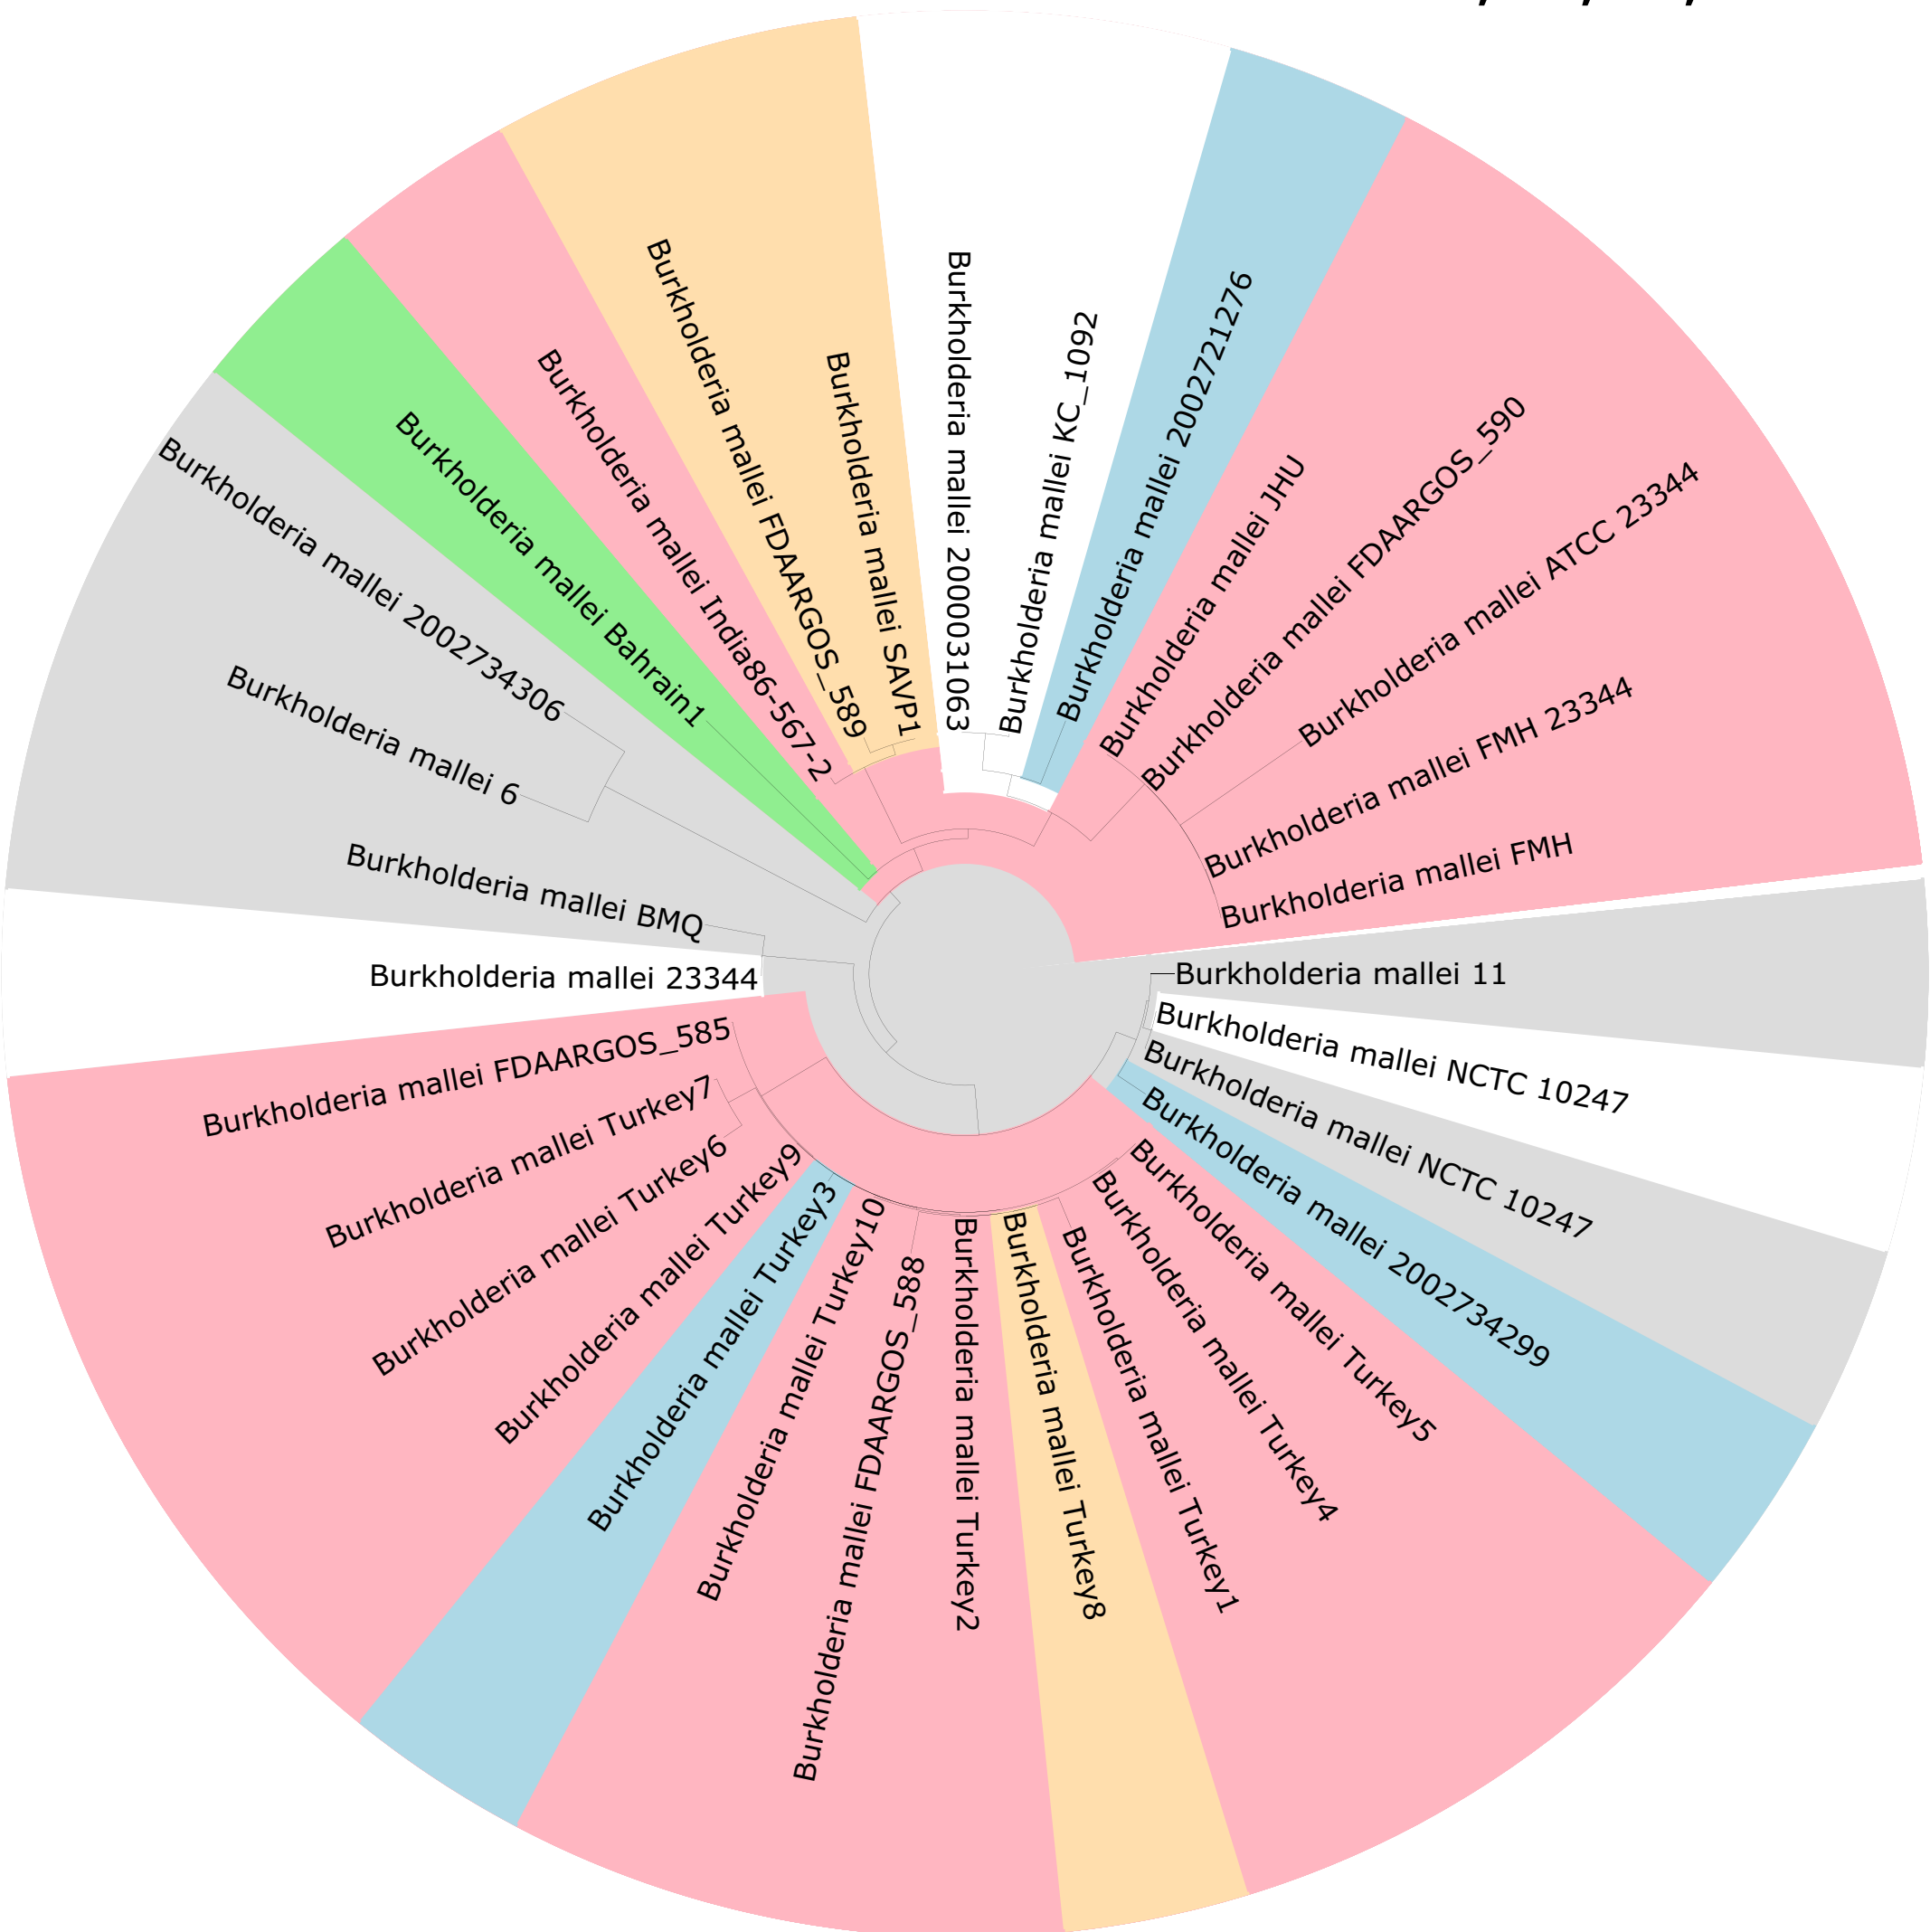 Burkholderia mallei 2000031063
Burkholderia mallei KC_1092
Burkholderia mallei 2002721276
Burkholderia mallei JHU
Burkholderia mallei FDAARGOS_590
Burkholderia mallei ATCC 23344
Burkholderia mallei FMH 23344
Burkholderia mallei FMH
Burkholderia mallei 11
Burkholderia mallei NCTC 10247
Burkholderia mallei NCTC 10247
Burkholderia mallei 2002734299
Burkholderia mallei Turkey5
Burkholderia mallei Turkey4
Burkholderia mallei Turkey1
Burkholderia mallei Turkey8
Burkholderia mallei Turkey2
Burkholderia mallei FDAARGOS_588
Burkholderia mallei Turkey10
Burkholderia mallei Turkey3
Burkholderia mallei Turkey9
Burkholderia mallei Turkey6
Burkholderia mallei Turkey7
Burkholderia mallei FDAARGOS_585
Burkholderia mallei 23344
Burkholderia mallei BMQ
Burkholderia mallei 6
Burkholderia mallei 2002734306
Burkholderia mallei Bahrain1
Burkholderia mallei India86-567-2
Burkholderia mallei FDAARGOS_589
Burkholderia mallei SAVP1